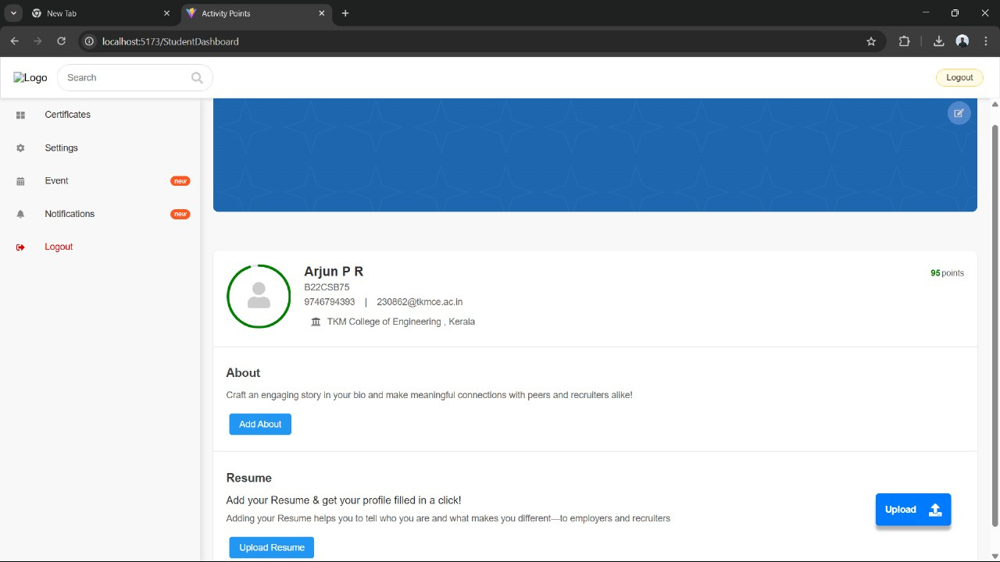 New Tab
Activity Points
localhost:5173/StudentDashboard
Logo
Search
Logout
Certificates
Settings
Event
new
Notifications
new
Logout
Arjun P R
95 points
B22CSB75
9746794393 | 230862@tkmce.ac.in
TKM College of Engineering , Kerala
About
Craft an engaging story in your bio and make meaningful connections with peers and recruiters alike!
Add About
Resume
Add your Resume & get your profile filled in a click!
Upload
Adding your Resume helps you to tell who you are and what makes you different—to employers and recruiters
Upload Resume